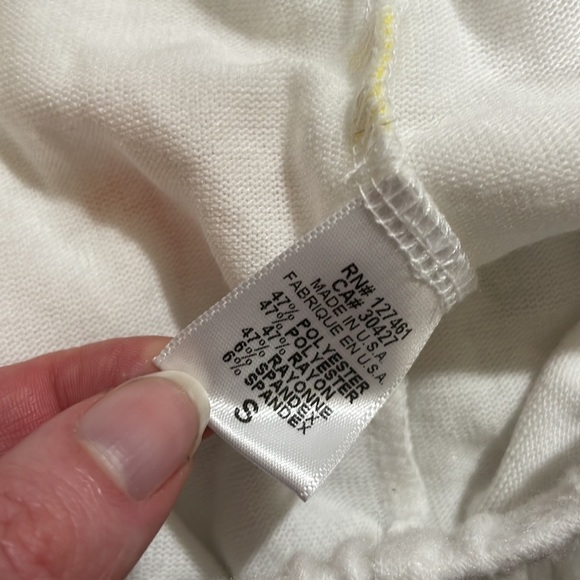 RN# 127461
CA# 30427
MADE IN U.S.A
FABRIQUE EN U.S.A
47% POLYESTER
47% POLYESTER
47% RAYON
47% RAYONNE
6% SPANDEX
6% SPANDEX
S